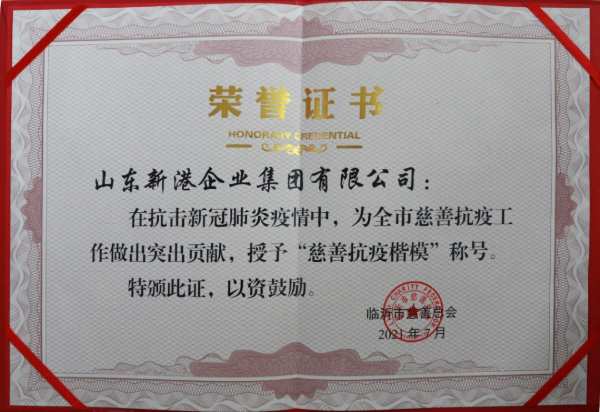 荣誉证书
HONORARY CREDENTIAL
山东新港企业集团有限公司：
在抗击新冠肺炎疫情中，为全市慈善抗疫工
作做出突出贡献，授予“慈善抗疫楷模”称号。
特颁此证，以资鼓励。
临沂市慈善总会
2021年7月